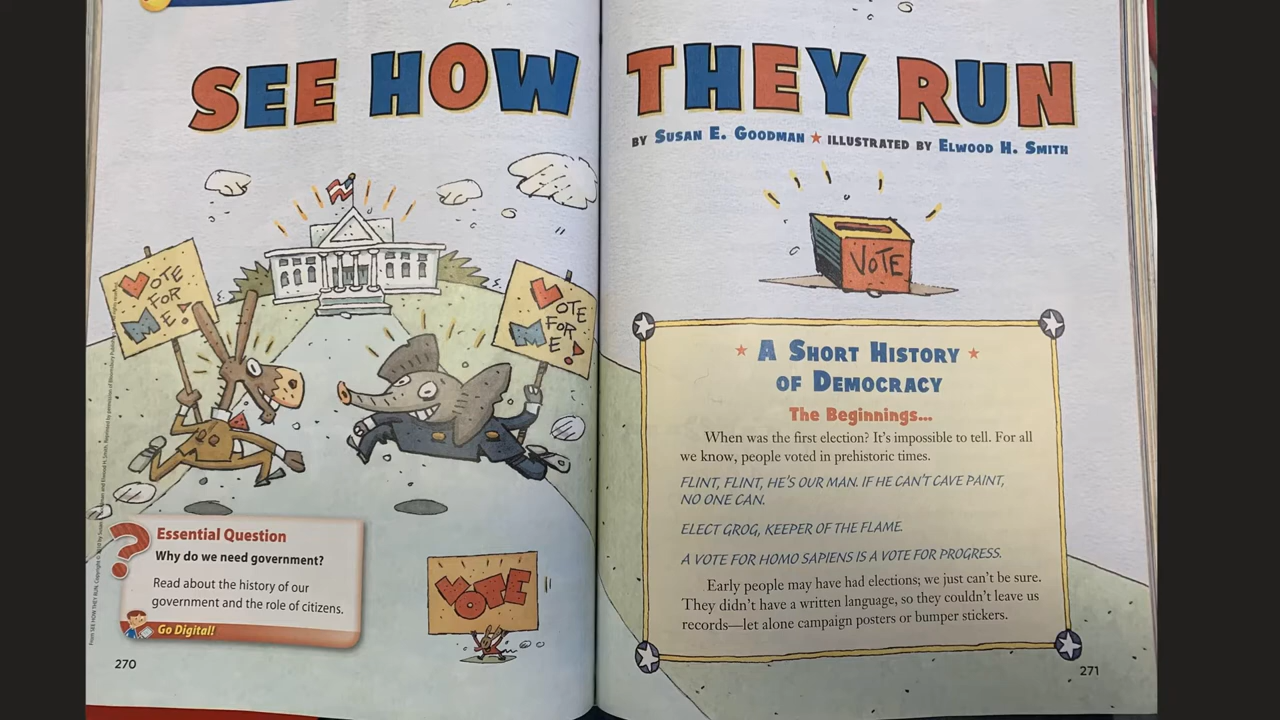 SEE HOW THEY RUN
BY SUSAN E. GOODMAN ★ ILLUSTRATED BY ELWOOD H. SMITH
VOTE
FOR
ME!
VOTE
FOR
ME!
Essential Question
Why do we need government?
Read about the history of our
government and the role of citizens.
Go Digital!
VOTE
270
VOTE
★ A SHORT HISTORY ★
OF DEMOCRACY
The Beginnings...
When was the first election? It's impossible to tell. For all
we know, people voted in prehistoric times.
FLINT, FLINT, HE'S OUR MAN. IF HE CAN'T CAVE PAINT,
NO ONE CAN.
ELECT GROG, KEEPER OF THE FLAME.
A VOTE FOR HOMO SAPIENS IS A VOTE FOR PROGRESS.
Early people may have had elections; we just can't be sure.
They didn't have a written language, so they couldn't leave us
records—let alone campaign posters or bumper stickers.
271